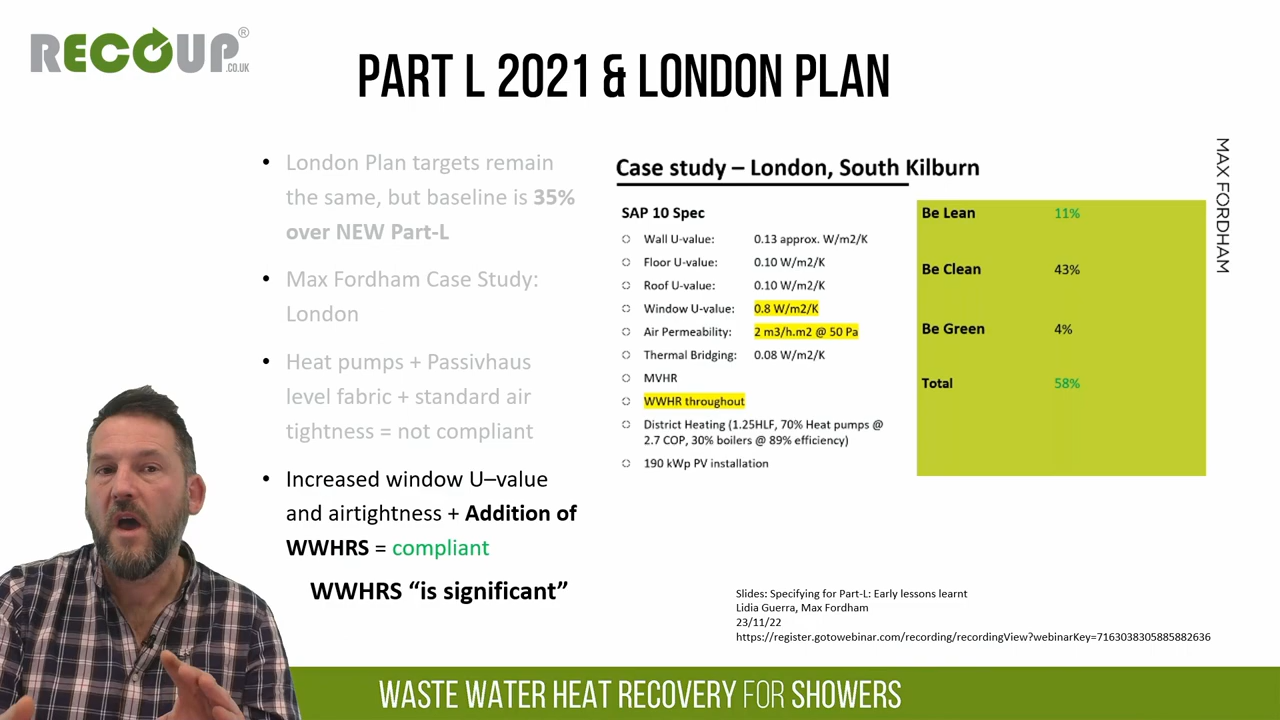 RECOUP®
.CO.UK
PART L 2021 & LONDON PLAN
• London Plan targets remain
the same, but baseline is 35%
over NEW Part-L
• Max Fordham Case Study:
London
• Heat pumps + Passivhaus
level fabric + standard air
tightness = not compliant
• Increased window U–value
and airtightness + Addition of
WWHRS = compliant
WWHRS “is significant”
Case study – London, South Kilburn
SAP 10 Spec
Wall U-value: 0.13 approx. W/m2/K
Floor U-value: 0.10 W/m2/K
Roof U-value: 0.10 W/m2/K
Window U-value: 0.8 W/m2/K
Air Permeability: 2 m3/h.m2 @ 50 Pa
Thermal Bridging: 0.08 W/m2/K
MVHR
WWHR throughout
District Heating (1.25HLF, 70% Heat pumps @
2.7 COP, 30% boilers @ 89% efficiency)
190 kWp PV installation
Be Lean 11%
Be Clean 43%
Be Green 4%
Total 58%
MAX FORDHAM
Slides: Specifying for Part-L: Early lessons learnt
Lidia Guerra, Max Fordham
23/11/22
https://register.gotowebinar.com/recording/recordingView?webinarKey=7163038305885882636
WASTE WATER HEAT RECOVERY FOR SHOWERS